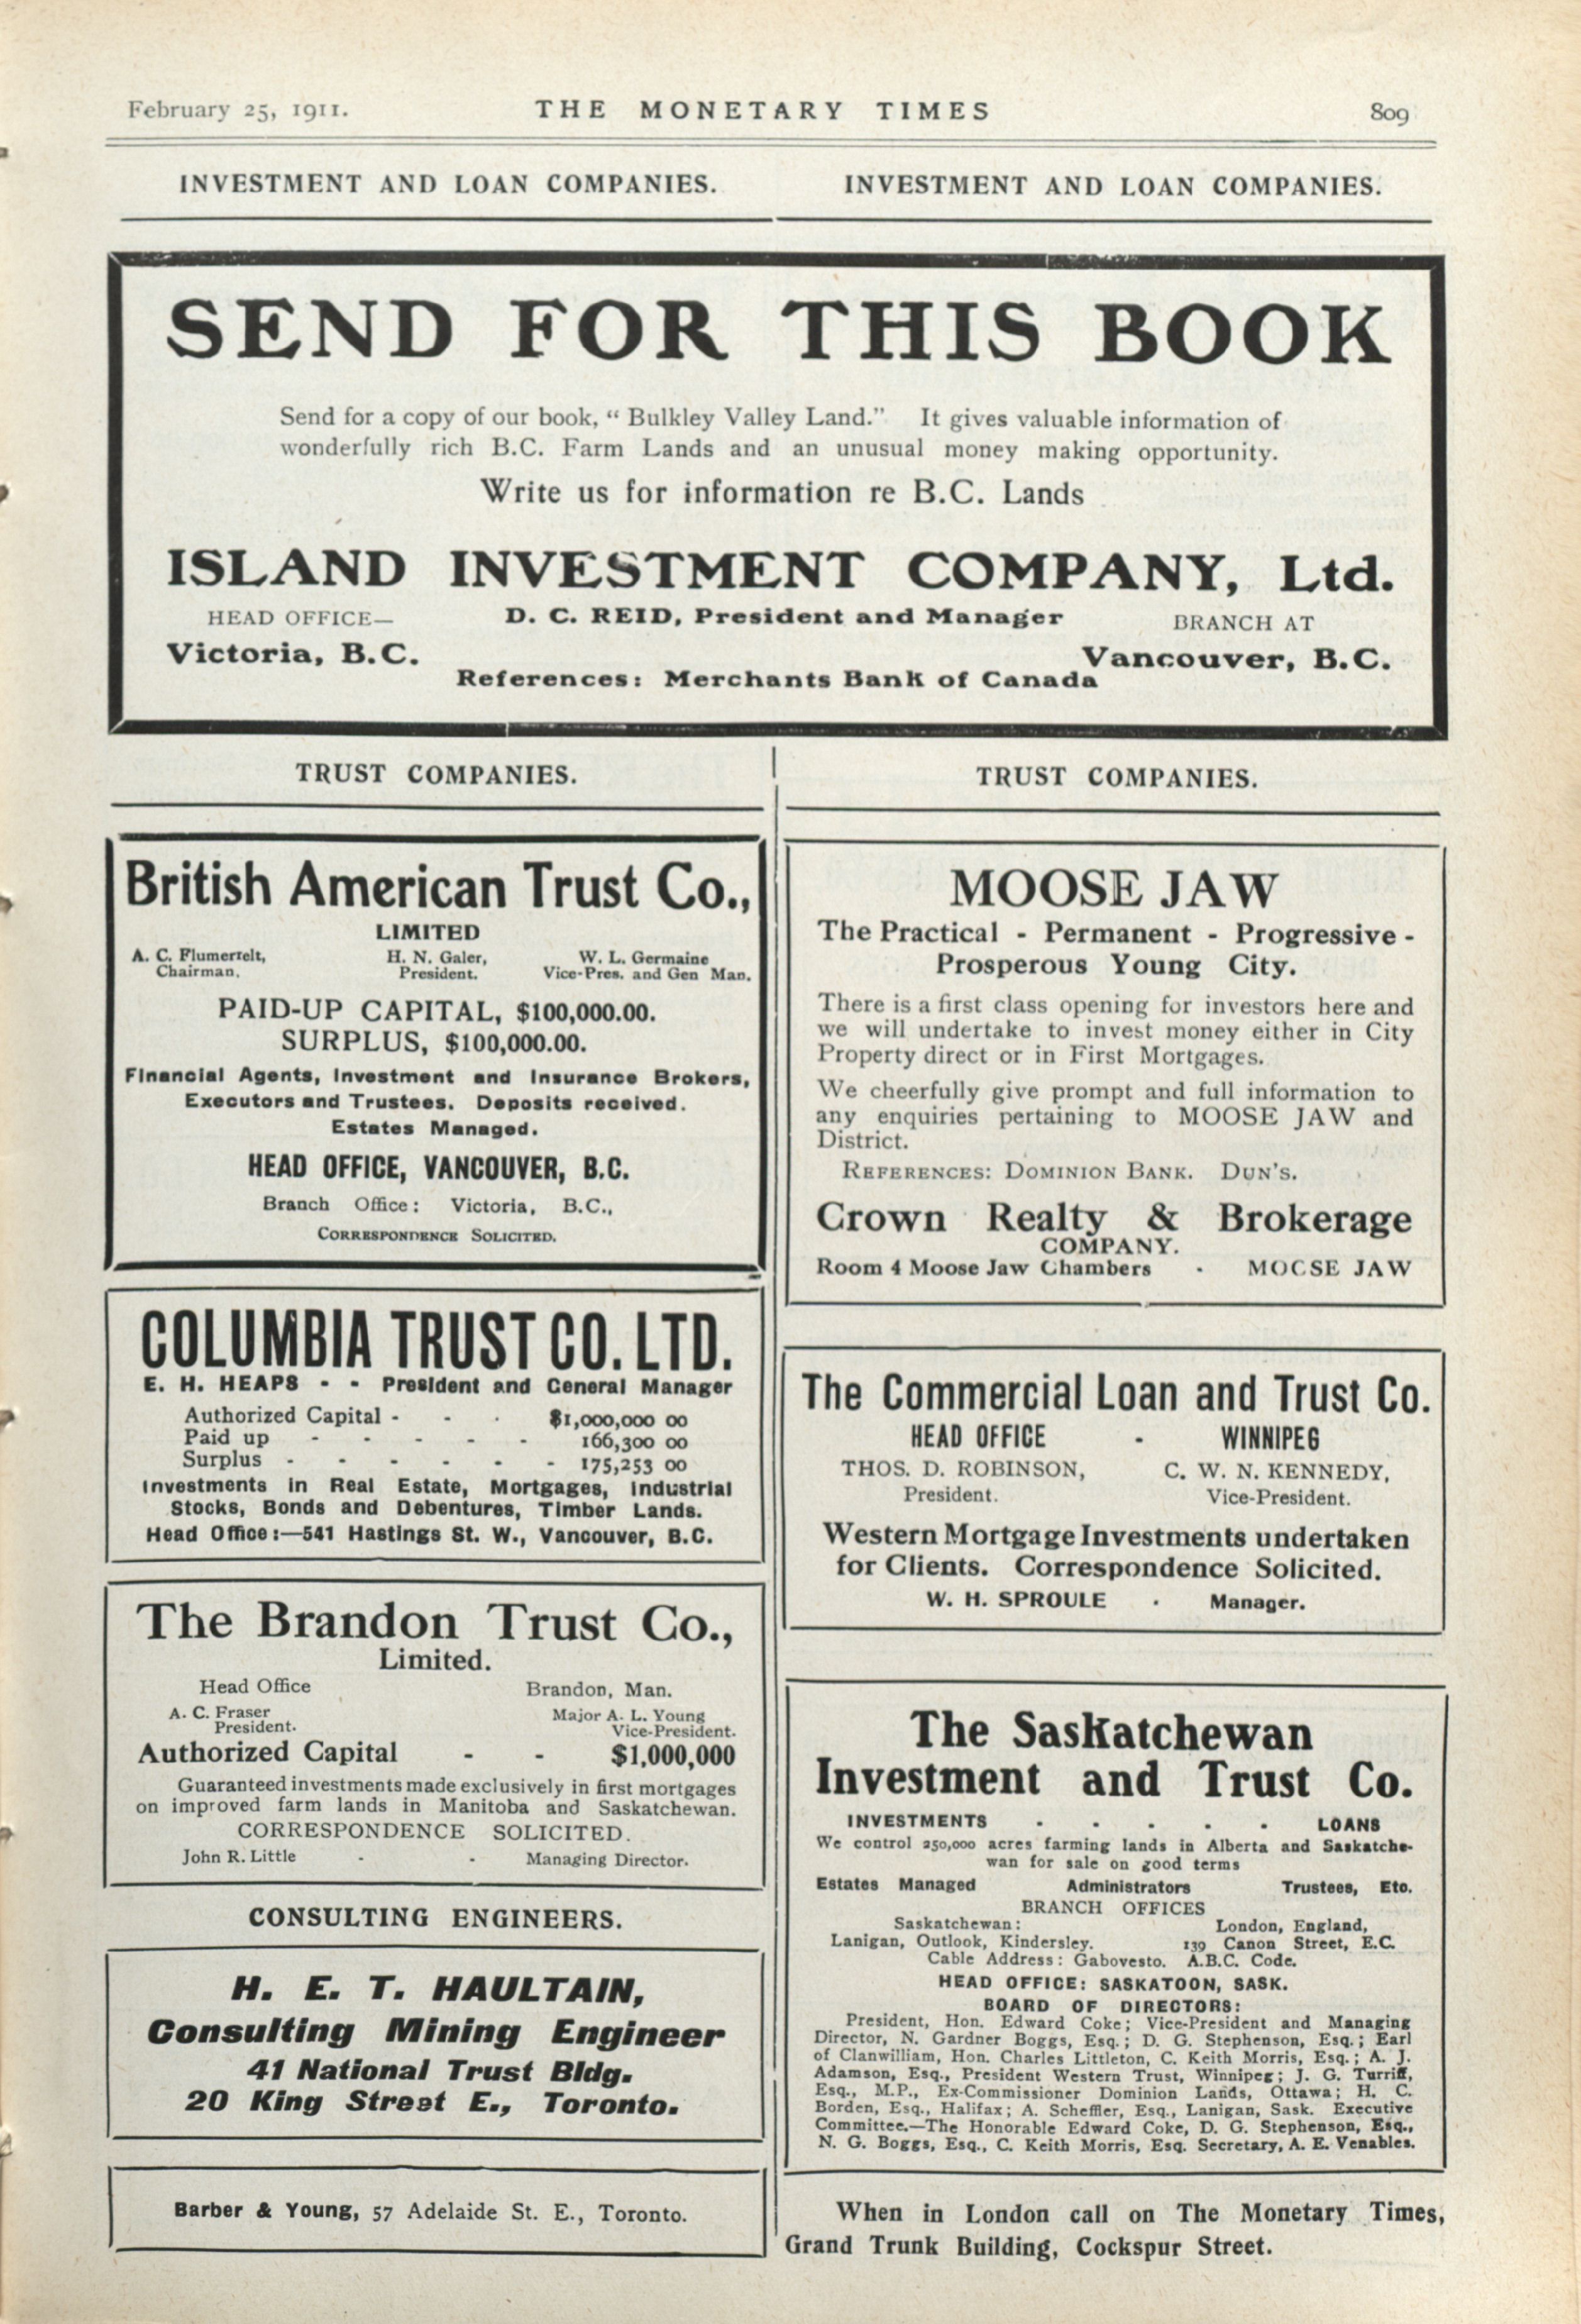 February 25, 1911.
THE MONETARY TIMES
809
INVESTMENT AND LOAN COMPANIES.
INVESTMENT AND LOAN COMPANIES.
SEND FOR THIS BOOK
Send for a copy of our book, “ Bulkley Valley Land.” It gives valuable information of
wonderfully rich B.C. Farm Lands and an unusual money making opportunity.
Write us for information re B.C. Lands
ISLAND INVESTMENT COMPANY, Ltd.
HEAD OFFICE—
D. C. REID, President and Manager
BRANCH AT
Victoria, B.C.
Vancouver, B.C.
References: Merchants Bank of Canada
TRUST COMPANIES.
British American Trust Co.,
LIMITED
A. C. Flumerfelt,
Chairman.
H. N. Galer,
President.
W. L. Germaine
Vice-Pres. and Gen Man.
PAID-UP CAPITAL, $100,000.00.
SURPLUS, $100,000.00.
Financial Agents, Investment and Insurance Brokers,
Executors and Trustees. Deposits received.
Estates Managed.
HEAD OFFICE, VANCOUVER, B.C.
Branch Office: Victoria, B.C.,
CORRESPONDENCE SOLICITED.
COLUMBIA TRUST CO. LTD.
E. H. HEAPS - - President and General Manager
Authorized Capital - - - $1,000,000 00
Paid up - - - - - 166,300 00
Surplus - - - - - - 175,253 00
Investments in Real Estate, Mortgages, Industrial
Stocks, Bonds and Debentures, Timber Lands.
Head Office:—541 Hastings St. W., Vancouver, B.C.
The Brandon Trust Co.,
Limited.
Head Office
Brandon, Man.
A. C. Fraser
President.
Major A. L. Young
Vice-President.
Authorized Capital - - $1,000,000
Guaranteed investments made exclusively in first mortgages
on improved farm lands in Manitoba and Saskatchewan.
CORRESPONDENCE SOLICITED.
John R. Little - - Managing Director.
CONSULTING ENGINEERS.
H. E. T. HAULTAIN,
Consulting Mining Engineer
41 National Trust Bldg.
20 King Street E., Toronto.
Barber & Young, 57 Adelaide St. E., Toronto.
TRUST COMPANIES.
MOOSE JAW
The Practical - Permanent - Progressive -
Prosperous Young City.
There is a first class opening for investors here and
we will undertake to invest money either in City
Property direct or in First Mortgages.
We cheerfully give prompt and full information to
any enquiries pertaining to MOOSE JAW and
District.
REFERENCES: DOMINION BANK. DUN'S.
Crown Realty & Brokerage
COMPANY.
Room 4 Moose Jaw Chambers - MOOSE JAW
The Commercial Loan and Trust Co.
HEAD OFFICE - WINNIPEG
THOS. D. ROBINSON,
President.
C. W. N. KENNEDY,
Vice-President.
Western Mortgage Investments undertaken
for Clients. Correspondence Solicited.
W. H. SPROULE - Manager.
The Saskatchewan
Investment and Trust Co.
INVESTMENTS - - - - - LOANS
We control 250,000 acres farming lands in Alberta and Saskatche-
wan for sale on good terms
Estates Managed Administrators Trustees, Etc.
BRANCH OFFICES
Saskatchewan:
London, England,
Lanigan, Outlook, Kindersley.
139 Canon Street, E.C.
Cable Address: Gabovesto. A.B.C. Code.
HEAD OFFICE: SASKATOON, SASK.
BOARD OF DIRECTORS:
President, Hon. Edward Coke; Vice-President and Managing
Director, N. Gardner Boggs, Esq.; D. G. Stephenson, Esq.; Earl
of Clanwilliam, Hon. Charles Littleton, C. Keith Morris, Esq.; A. J.
Adamson, Esq., President Western Trust, Winnipeg; J. G. Turriff,
Esq., M.P., Ex-Commissioner Dominion Lands, Ottawa; H. C.
Borden, Esq., Halifax; A. Scheffler, Esq., Lanigan, Sask. Executive
Committee.—The Honorable Edward Coke, D. G. Stephenson, Esq.,
N. G. Boggs, Esq., C. Keith Morris, Esq. Secretary, A. E. Venables.
When in London call on The Monetary Times,
Grand Trunk Building, Cockspur Street.